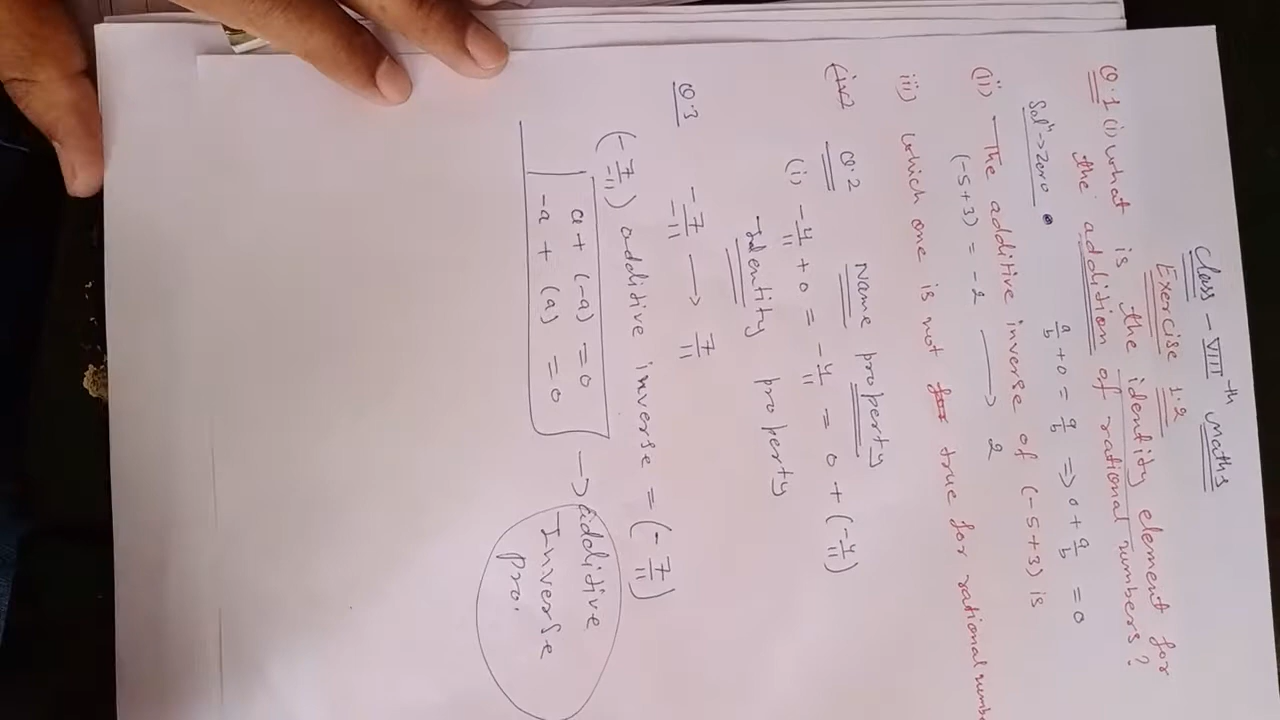 Class - VIIIth Maths
Exercise 1.2
Q.1 (i) what is the identity element for
the addition of rational numbers?
Solⁿ → Zero. a/b + 0 = a/b => 0 + a/b = 0
(ii) The additive inverse of (-5+3) is
(-5+3) = -2 → 2
iii) which one is not true for rational numbe
(iv) Q.2 Name property
(i) -4/11 + 0 = -4/11 = 0 + (-4/11)
Identity property
Q.3 -7/-11 → 7/11
(-7/-11) additive inverse = (-7/11)
a + (-a) = 0
-a + (a) = 0 → additive
Inverse
pro.